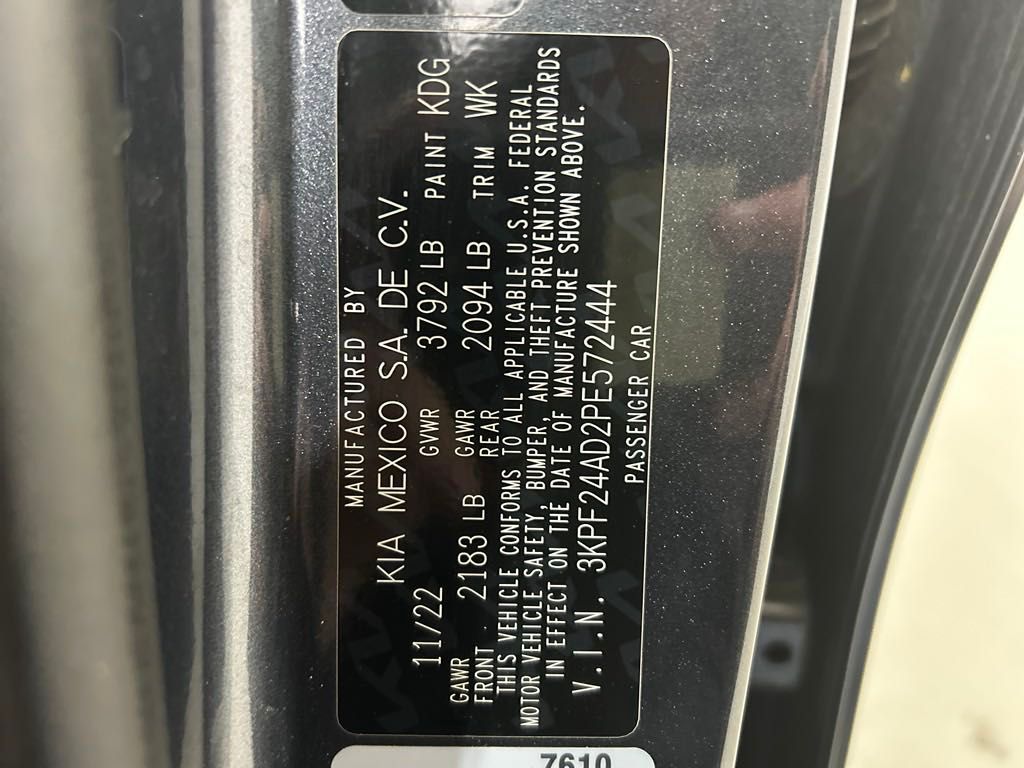 MANUFACTURED BY
KIA MEXICO S.A. DE C.V.
11/22 GVWR 3792 LB PAINT KDG
GAWR FRONT 2183 LB GAWR REAR 2094 LB TRIM WK
THIS VEHICLE CONFORMS TO ALL APPLICABLE U.S.A. FEDERAL
MOTOR VEHICLE SAFETY, BUMPER, AND THEFT PREVENTION STANDARDS
IN EFFECT ON THE DATE OF MANUFACTURE SHOWN ABOVE.
V.I.N. 3KPF24AD2PE572444
PASSENGER CAR
7610